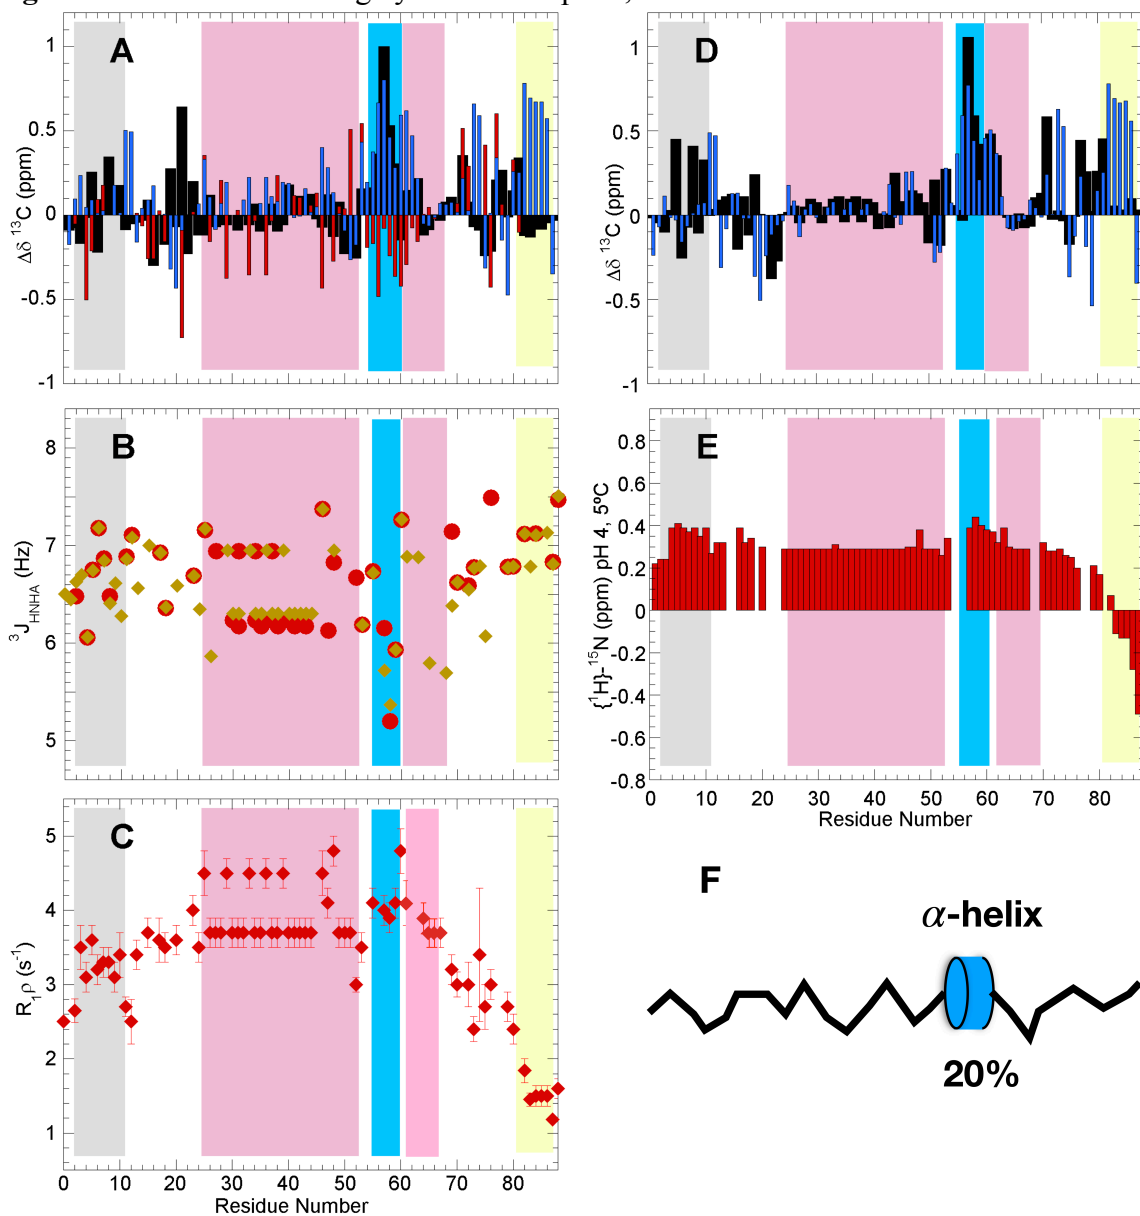 A
1
0.5
0
-0.5
-1
Δδ ¹³C (ppm)
D
1
0.5
0
-0.5
-1
Δδ ¹³C (ppm)
B
8
7
6
5
³J_HNHA (Hz)
E
0.8
0.6
0.4
0.2
0
-0.2
-0.4
-0.6
-0.8
{¹H}-¹⁵N (ppm) pH 4, 5ºC
0 10 20 30 40 50 60 70 80
Residue Number
C
5
4
3
2
1
R₁ρ (s⁻¹)
0 10 20 30 40 50 60 70 80
Residue Number
F
α-helix
20%